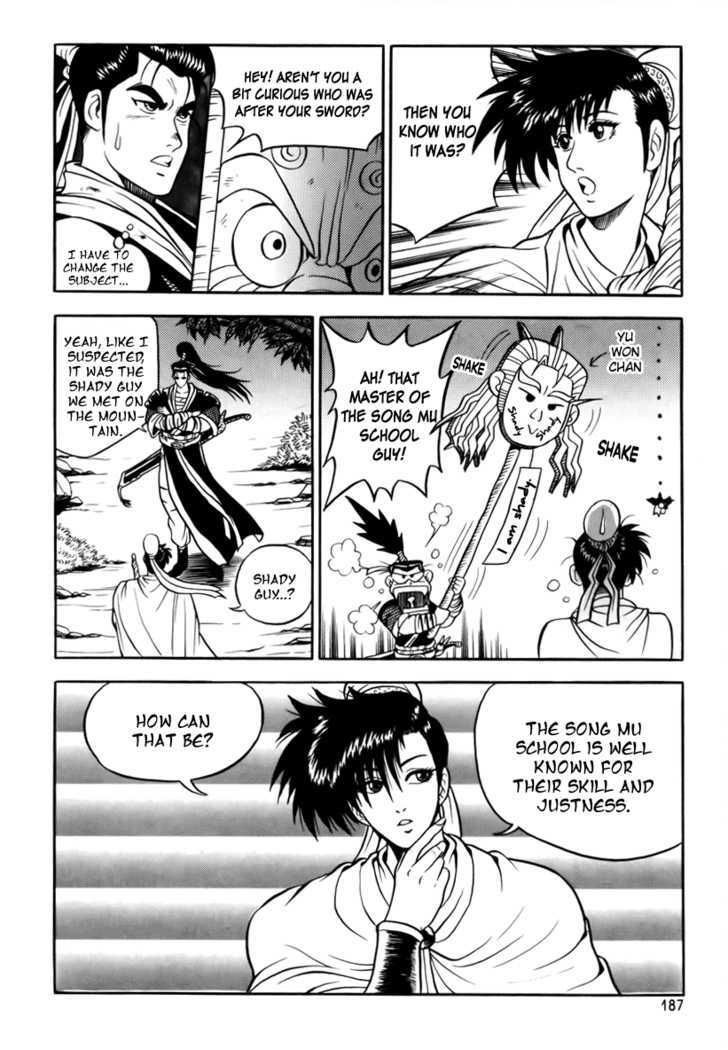 HEY! AREN'T YOU A
BIT CURIOUS WHO WAS
AFTER YOUR SWORD?
I HAVE TO
CHANGE THE
SUBJECT...
THEN YOU
KNOW WHO
IT WAS?
YEAH, LIKE I
SUSPECTED,
IT WAS THE
SHADY GUY
WE MET ON
THE MOUN-
TAIN.
SHADY
GUY..?
AH! THAT
MASTER OF
THE SONG MU
SCHOOL
GUY!
SHAKE
YU
WON
CHAN
Shady
Shady
SHAKE
I am shady.
HOW CAN
THAT BE?
THE SONG MU
SCHOOL IS WELL
KNOWN FOR
THEIR SKILL AND
JUSTNESS.
187